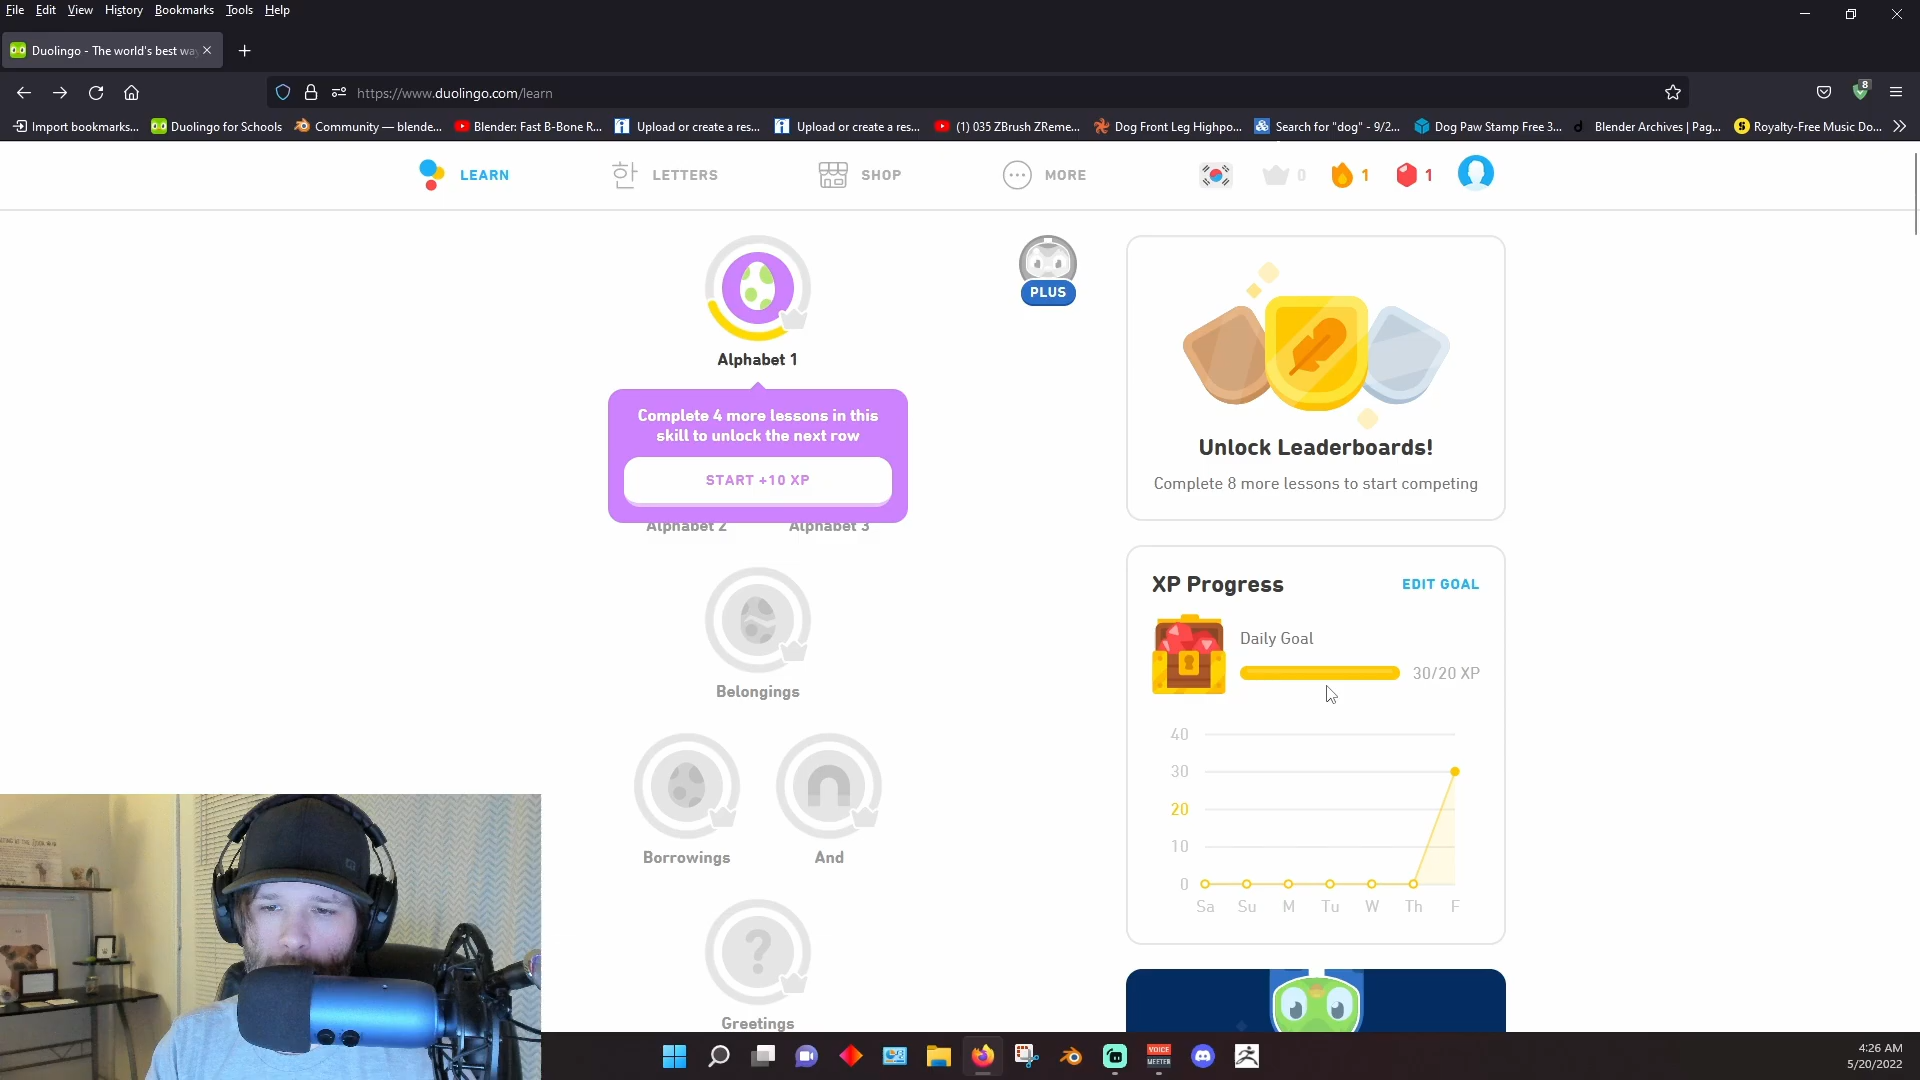 File Edit View History Bookmarks Tools Help
Duolingo - The world's best wa
https://www.duolingo.com/learn
8
Import bookmarks... Duolingo for Schools Community — blende... Blender: Fast B-Bone R... Upload or create a res... Upload or create a res... (1) 035 ZBrush ZReme... Dog Front Leg Highpo... Search for "dog" - 9/2... Dog Paw Stamp Free 3... Blender Archives | Pag... Royalty-Free Music Do...
LEARN 한 LETTERS SHOP MORE 0 1 1
PLUS
Alphabet 1
Complete 4 more lessons in this
skill to unlock the next row
START +10 XP
Alphabet 2 Alphabet 3
Belongings
Borrowings And
?
Greetings
Unlock Leaderboards!
Complete 8 more lessons to start competing
XP Progress EDIT GOAL
Daily Goal
30/20 XP
40
30
20
10
0
Sa Su M Tu W Th F
VOICE
MEETER
4:26 AM
5/20/2022